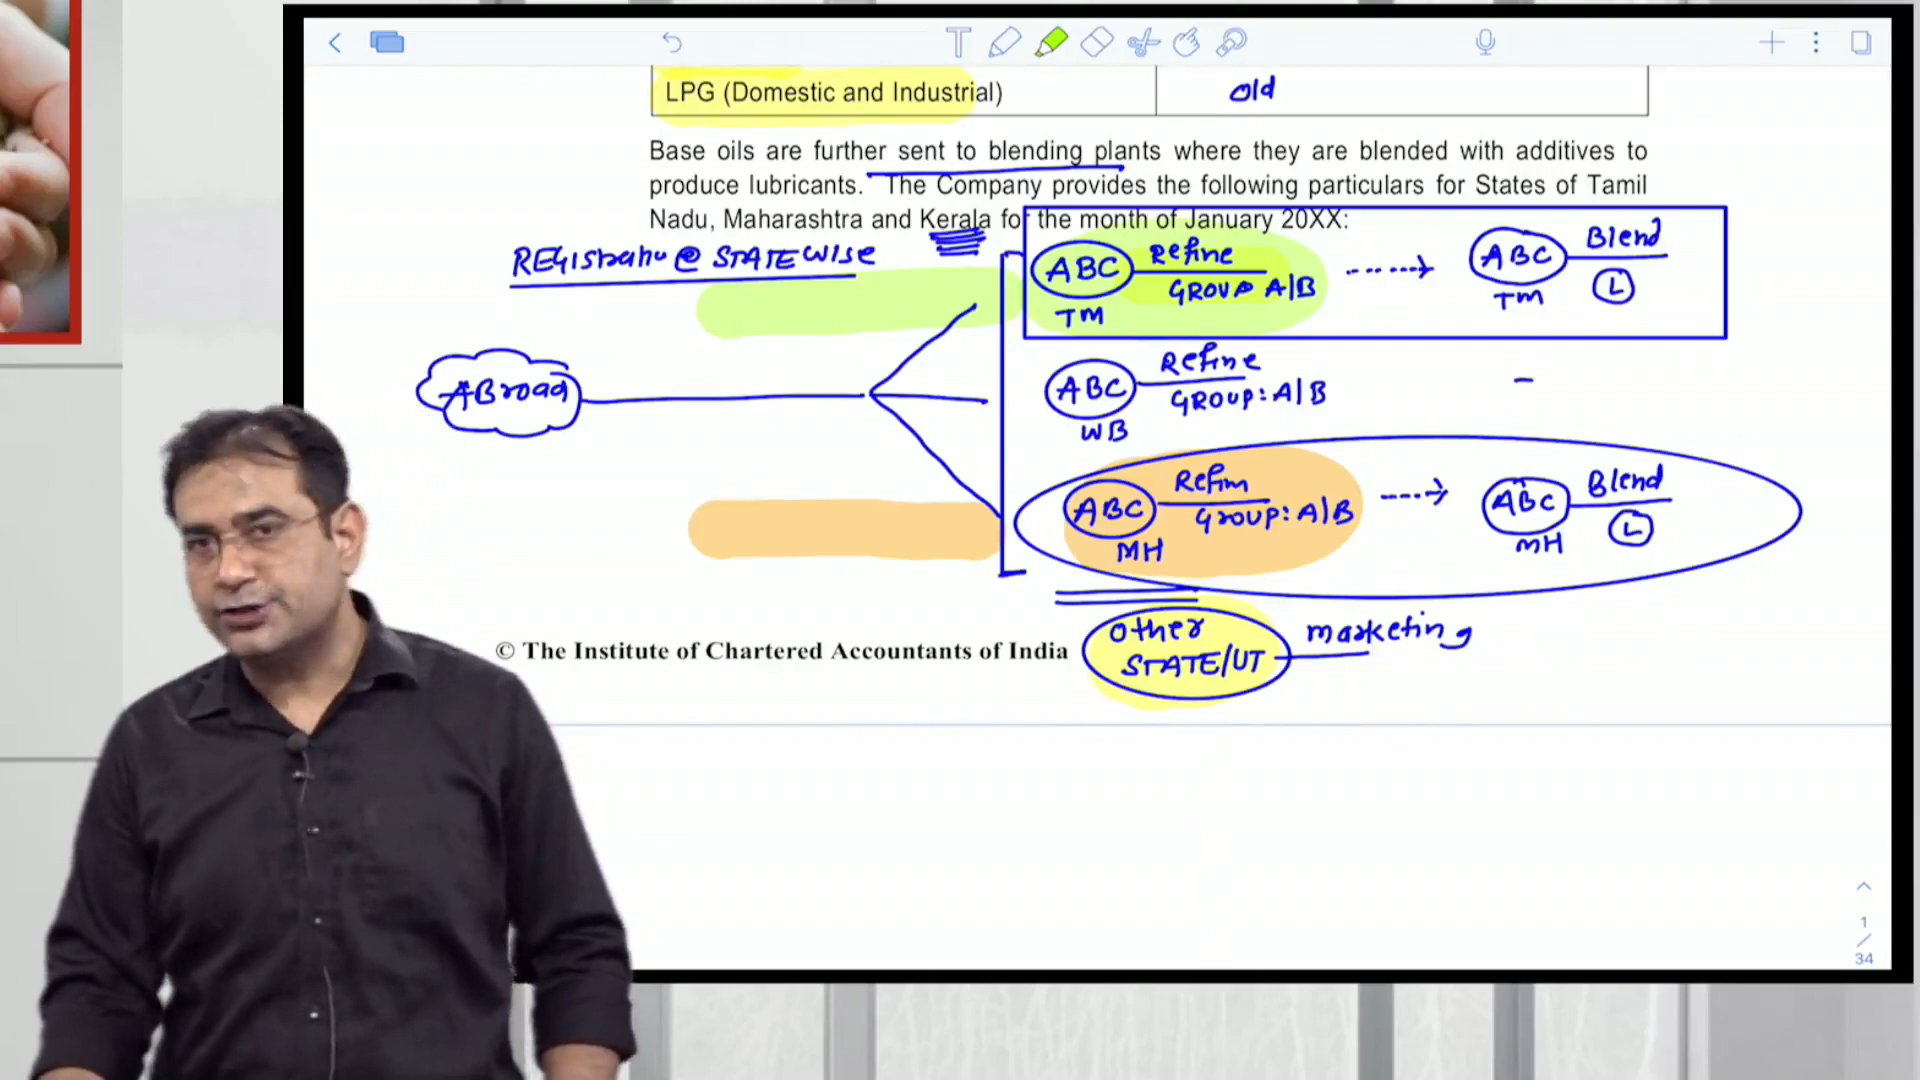 LPG (Domestic and Industrial) old
Base oils are further sent to blending plants where they are blended with additives to
produce lubricants. The Company provides the following particulars for States of Tamil
Nadu, Maharashtra and Kerala for the month of January 20XX:
REGIstration @ STATEWISE
ABC Refine GROUP A|B TM
ABC Blend L TM
ABroad
ABC Refine GROUP: A|B WB
-
ABC Refin Group: A|B MH
ABC Blend L MH
other STATE/UT marketing
© The Institute of Chartered Accountants of India
1
/
34